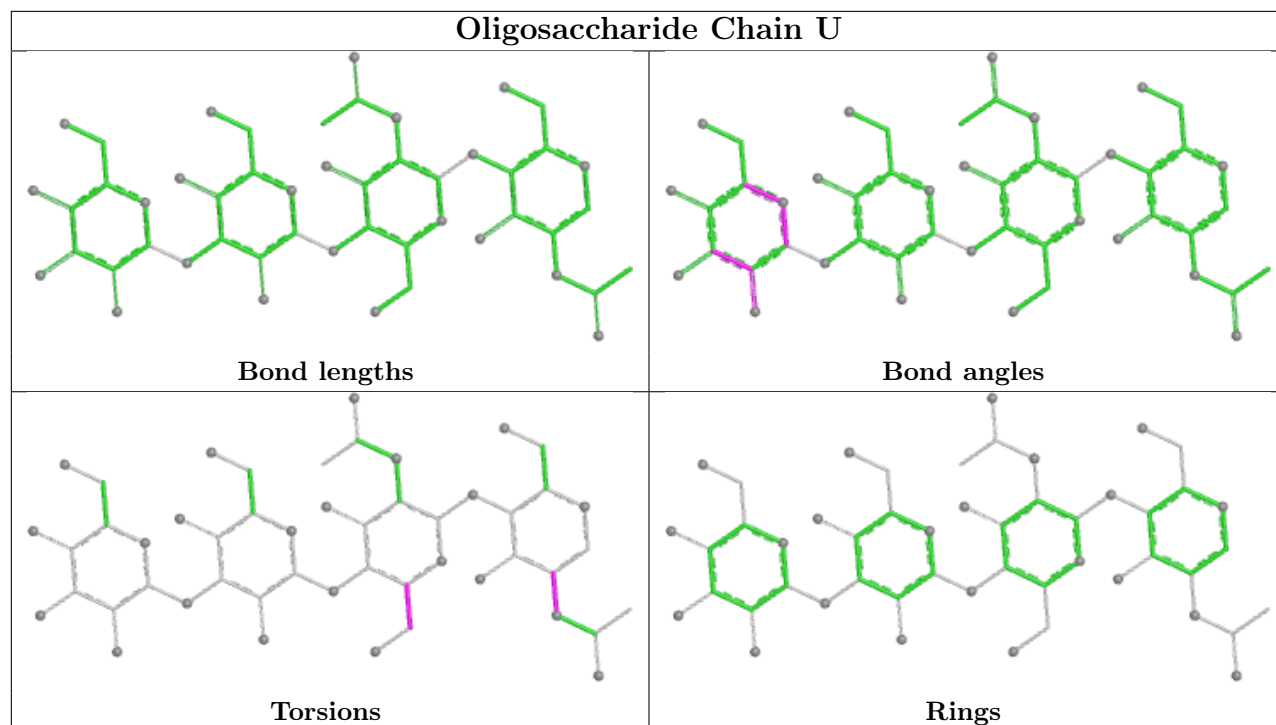 Oligosaccharide Chain U
Bond lengths
Bond angles
Torsions
Rings